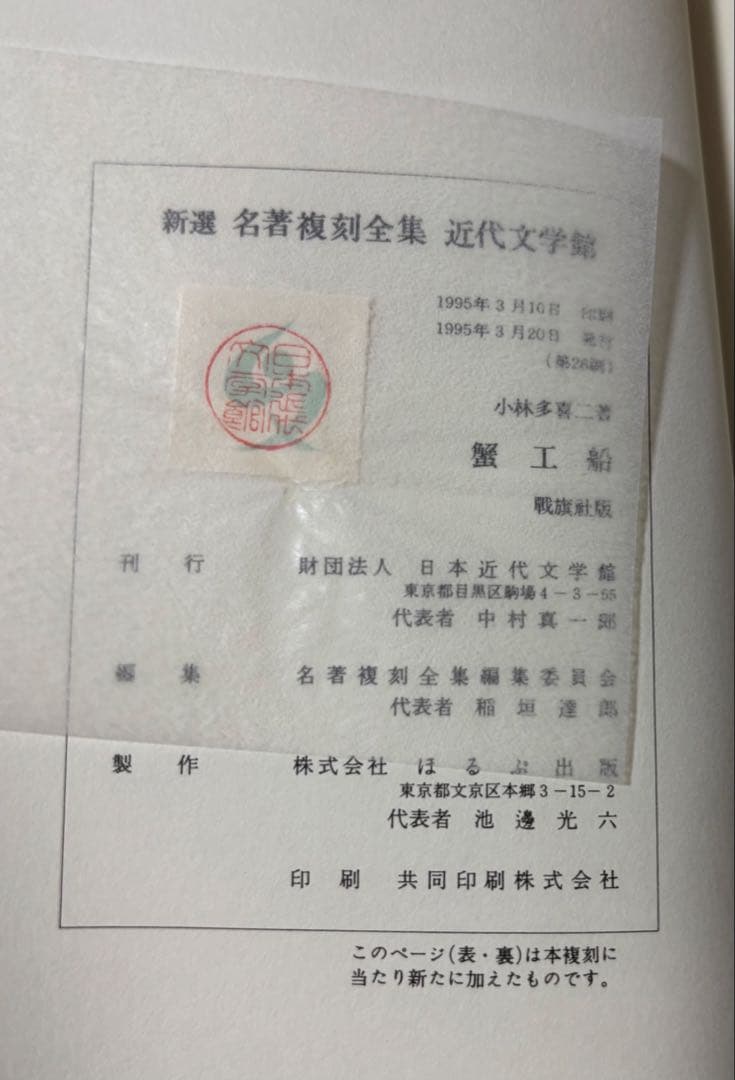 新選 名著複刻全集 近代文学館
1995年3月10日 印刷
1995年3月20日 発行
(第28刷)
小林多喜二著
蟹工船
戰旗社版
刊行 財団法人 日本近代文学館
東京都目黒区駒場4-3-55
代表者 中村真一郎
編集 名著複刻全集編集委員会
代表者 稲垣達郎
製作 株式会社 ほるぷ出版
東京都文京区本郷3-15-2
代表者 池邊光六
印刷 共同印刷株式会社
このページ(表・裏)は本複刻に
当たり新たに加えたものです。